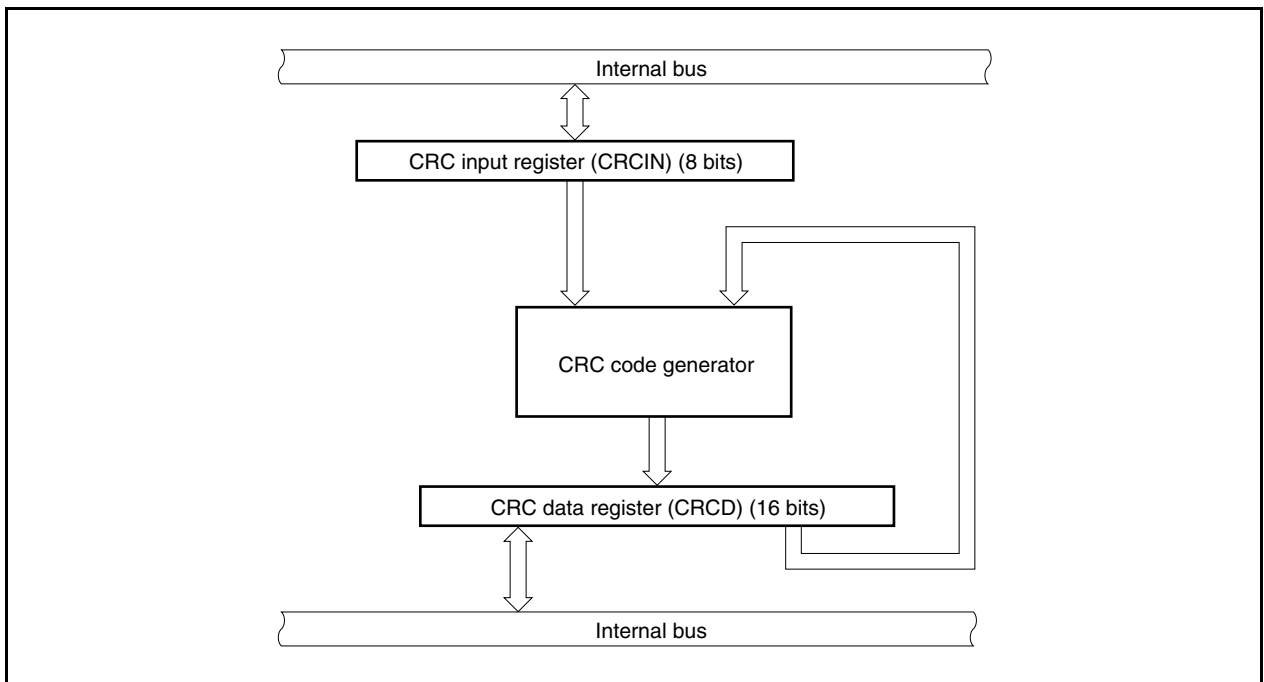 Internal bus
CRC input register (CRCIN) (8 bits)
CRC code generator
CRC data register (CRCD) (16 bits)
Internal bus